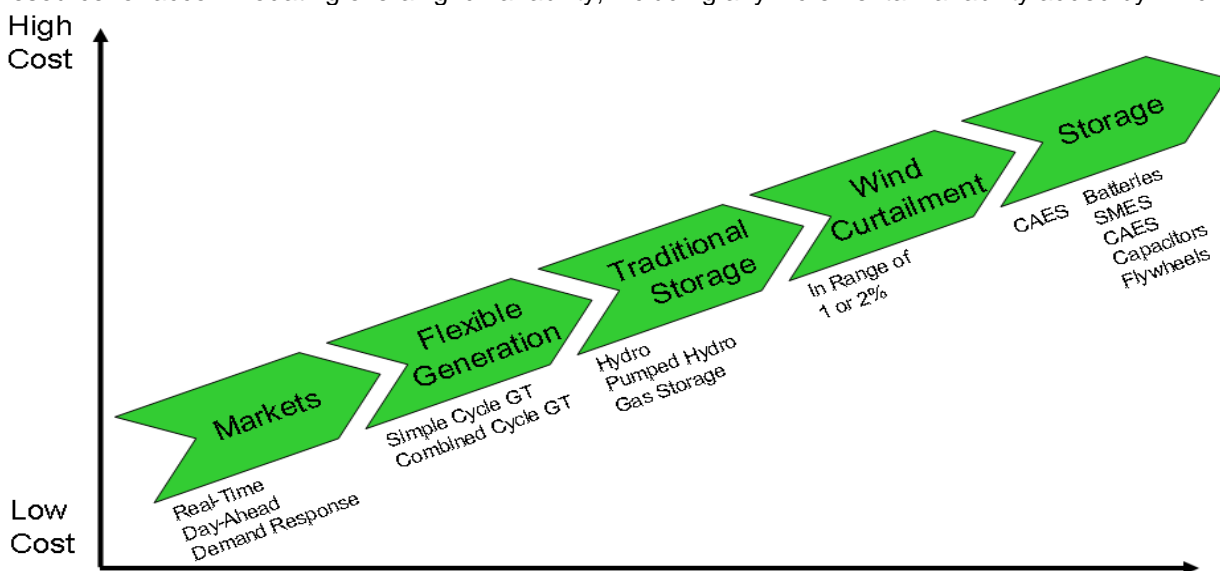 High
Cost
Storage
Wind
Curtailment
CAES
Batteries
SMES
CAES
Capacitors
Flywheels
Traditional
Storage
In Range of
1 or 2%
Flexible
Generation
Hydro
Pumped Hydro
Gas Storage
Markets
Simple Cycle GT
Combined Cycle GT
Real-Time
Day-Ahead
Demand Response
Low
Cost